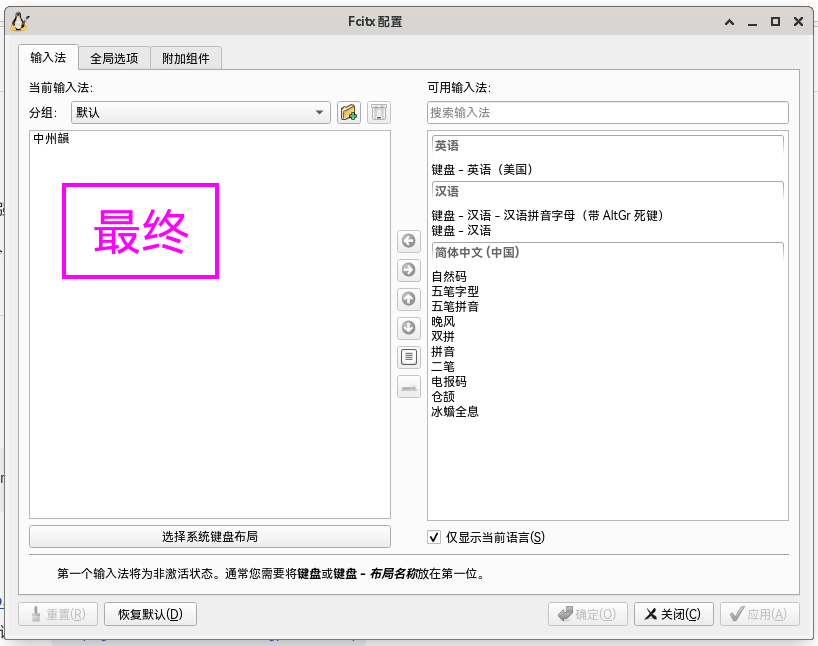 Fcitx 配置
输入法
全局选项
附加组件
当前输入法:
分组:
默认
中州韻
最终
选择系统键盘布局
可用输入法:
搜索输入法
英语
键盘 - 英语（美国）
汉语
键盘 - 汉语 - 汉语拼音字母（带 AltGr 死键）
键盘 - 汉语
简体中文 (中国)
自然码
五笔字型
五笔拼音
晚风
双拼
拼音
二笔
电报码
仓颉
冰蟾全息
仅显示当前语言(S)
第一个输入法将为非激活状态。通常您需要将键盘或键盘 - 布局名称放在第一位。
重置(R)
恢复默认(D)
确定(O)
关闭(C)
应用(A)